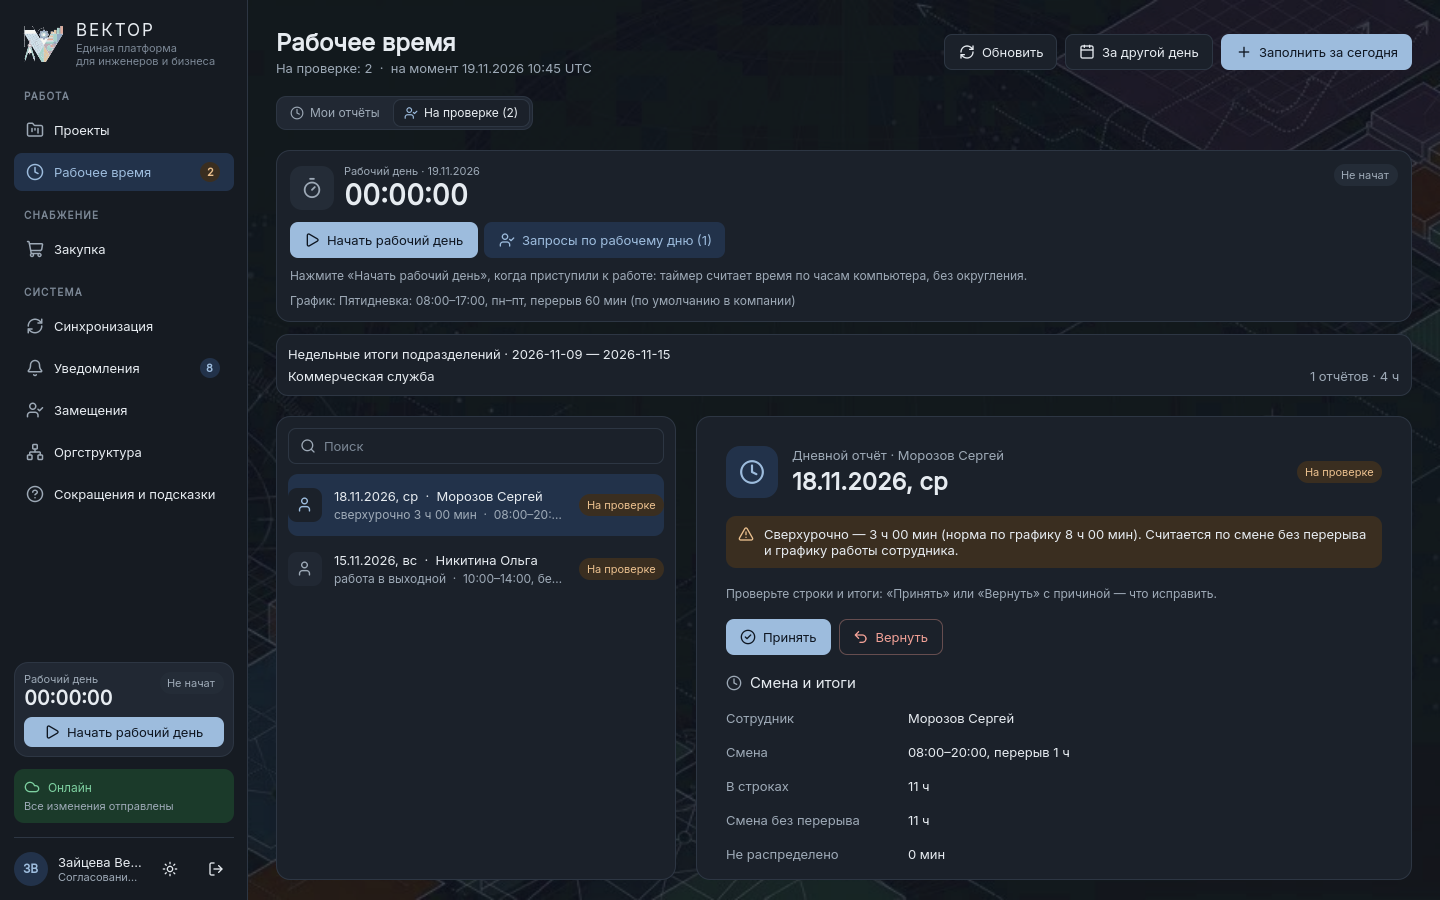 ВЕКТОР
Единая платформа
для инженеров и бизнеса
РАБОТА
Проекты
Рабочее время
2
СНАБЖЕНИЕ
Закупка
СИСТЕМА
Синхронизация
Уведомления
8
Замещения
Оргструктура
Сокращения и подсказки
Рабочий день
Не начат
00:00:00
Начать рабочий день
Онлайн
Все изменения отправлены
ЗВ
Зайцева Ве...
Согласовани...
Рабочее время
На проверке: 2 · на момент 19.11.2026 10:45 UTC
Обновить
За другой день
Заполнить за сегодня
Мои отчёты
На проверке (2)
Рабочий день · 19.11.2026
00:00:00
Не начат
Начать рабочий день
Запросы по рабочему дню (1)
Нажмите «Начать рабочий день», когда приступили к работе: таймер считает время по часам компьютера, без округления.
График: Пятидневка: 08:00–17:00, пн–пт, перерыв 60 мин (по умолчанию в компании)
Недельные итоги подразделений · 2026-11-09 — 2026-11-15
Коммерческая служба
1 отчётов · 4 ч
Поиск
18.11.2026, ср · Морозов Сергей
сверхурочно 3 ч 00 мин · 08:00–20:...
На проверке
15.11.2026, вс · Никитина Ольга
работа в выходной · 10:00–14:00, бе...
На проверке
Дневной отчёт · Морозов Сергей
18.11.2026, ср
На проверке
Сверхурочно — 3 ч 00 мин (норма по графику 8 ч 00 мин). Считается по смене без перерыва
и графику работы сотрудника.
Проверьте строки и итоги: «Принять» или «Вернуть» с причиной — что исправить.
Принять
Вернуть
Смена и итоги
Сотрудник
Морозов Сергей
Смена
08:00–20:00, перерыв 1 ч
В строках
11 ч
Смена без перерыва
11 ч
Не распределено
0 мин